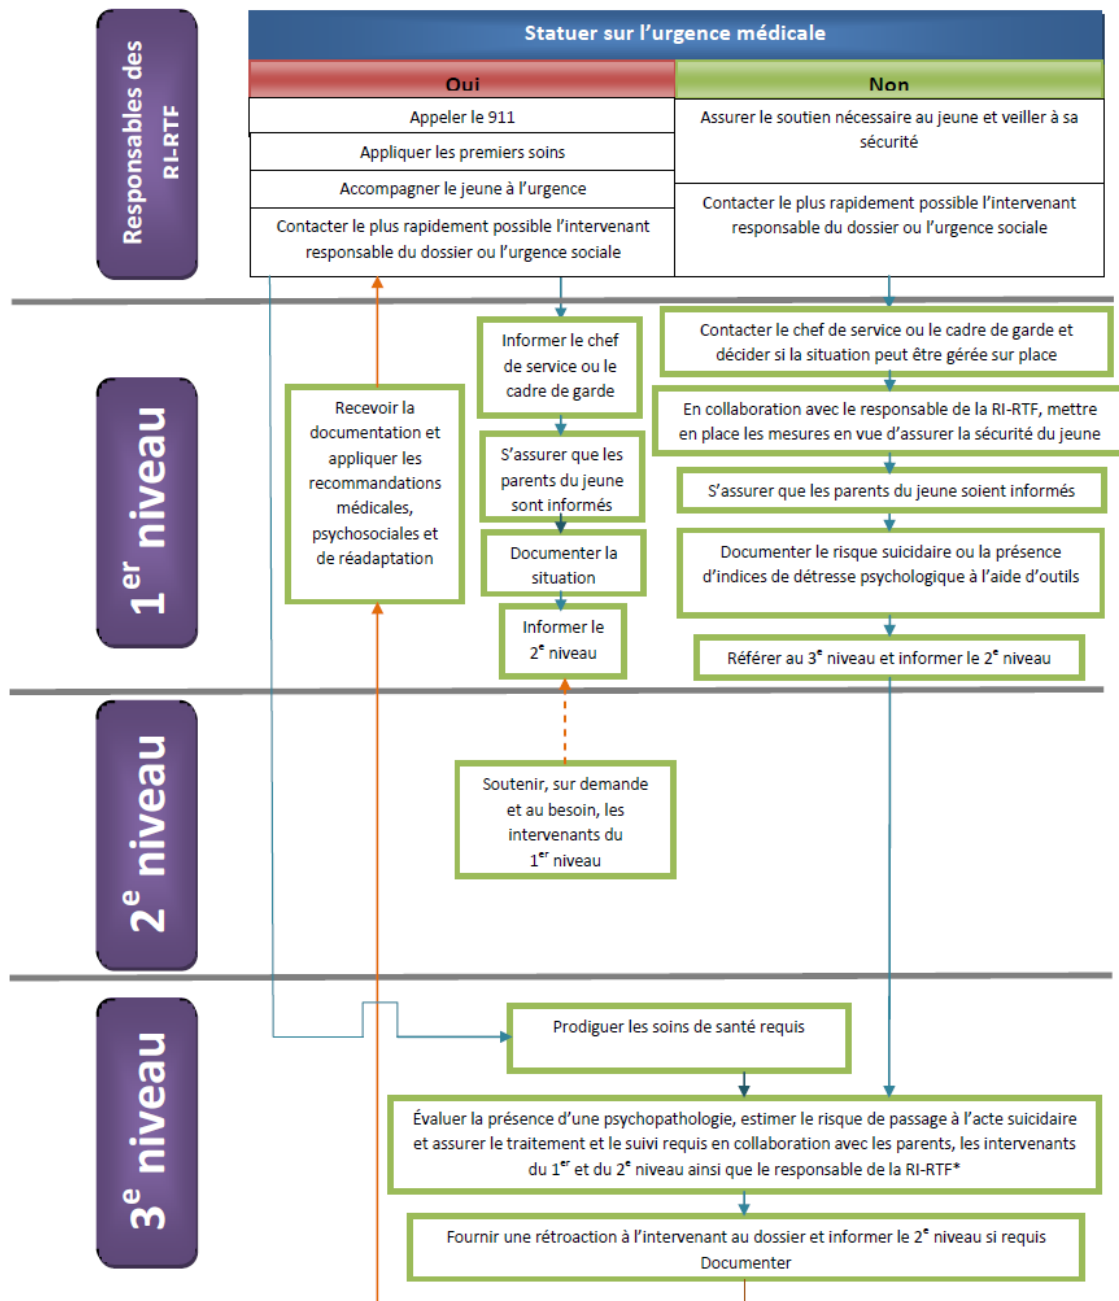 Responsables des
RI-RTF
Statuer sur l'urgence médicale
Oui
Non
Appeler le 911
Appliquer les premiers soins
Accompagner le jeune à l'urgence
Contacter le plus rapidement possible l'intervenant
responsable du dossier ou l'urgence sociale
Assurer le soutien nécessaire au jeune et veiller à sa
sécurité
Contacter le plus rapidement possible l'intervenant
responsable du dossier ou l'urgence sociale
1er niveau
Recevoir la
documentation et
appliquer les
recommandations
médicales,
psychosociales et
de réadaptation
Informer le chef
de service ou le
cadre de garde
S'assurer que les
parents du jeune
sont informés
Documenter la
situation
Informer le
2e niveau
Contacter le chef de service ou le cadre de garde et
décider si la situation peut être gérée sur place
En collaboration avec le responsable de la RI-RTF, mettre
en place les mesures en vue d'assurer la sécurité du jeune
S'assurer que les parents du jeune soient informés
Documenter le risque suicidaire ou la présence
d'indices de détresse psychologique à l'aide d'outils
Référer au 3e niveau et informer le 2e niveau
2e niveau
Soutenir, sur demande
et au besoin, les
intervenants du
1er niveau
3e niveau
Prodiguer les soins de santé requis
Évaluer la présence d'une psychopathologie, estimer le risque de passage à l'acte suicidaire
et assurer le traitement et le suivi requis en collaboration avec les parents, les intervenants
du 1er et du 2e niveau ainsi que le responsable de la RI-RTF*
Fournir une rétroaction à l'intervenant au dossier et informer le 2e niveau si requis
Documenter